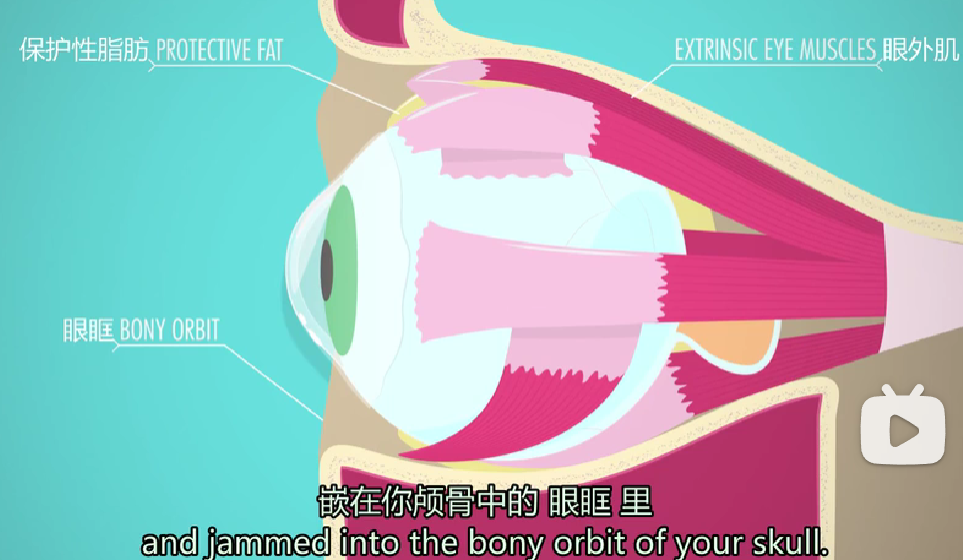 保护性脂肪 PROTECTIVE FAT
EXTRINSIC EYE MUSCLES 眼外肌
眼眶 BONY ORBIT
嵌在你颅骨中的 眼眶 里
and jammed into the bony orbit of your skull.